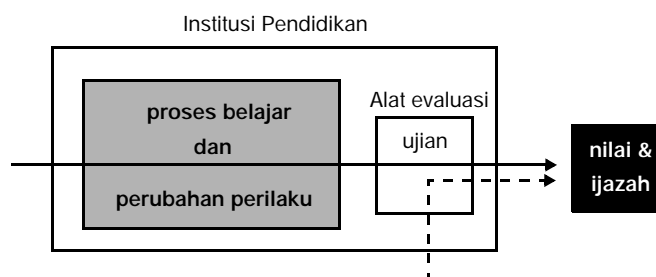 Institusi Pendidikan
proses belajar
dan
perubahan perilaku
Alat evaluasi
ujian
nilai &
ijazah